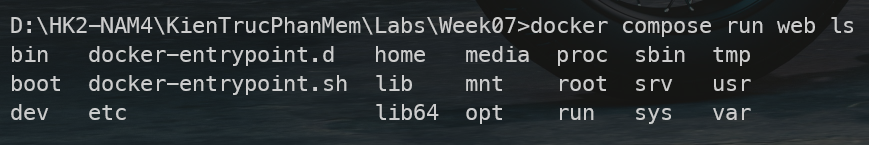 D:\HK2-NAM4\KienTrucPhanMem\Labs\Week07>docker compose run web ls
bin   docker-entrypoint.d   home   media  proc  sbin  tmp
boot  docker-entrypoint.sh  lib    mnt    root  srv   usr
dev   etc                   lib64  opt    run   sys   var